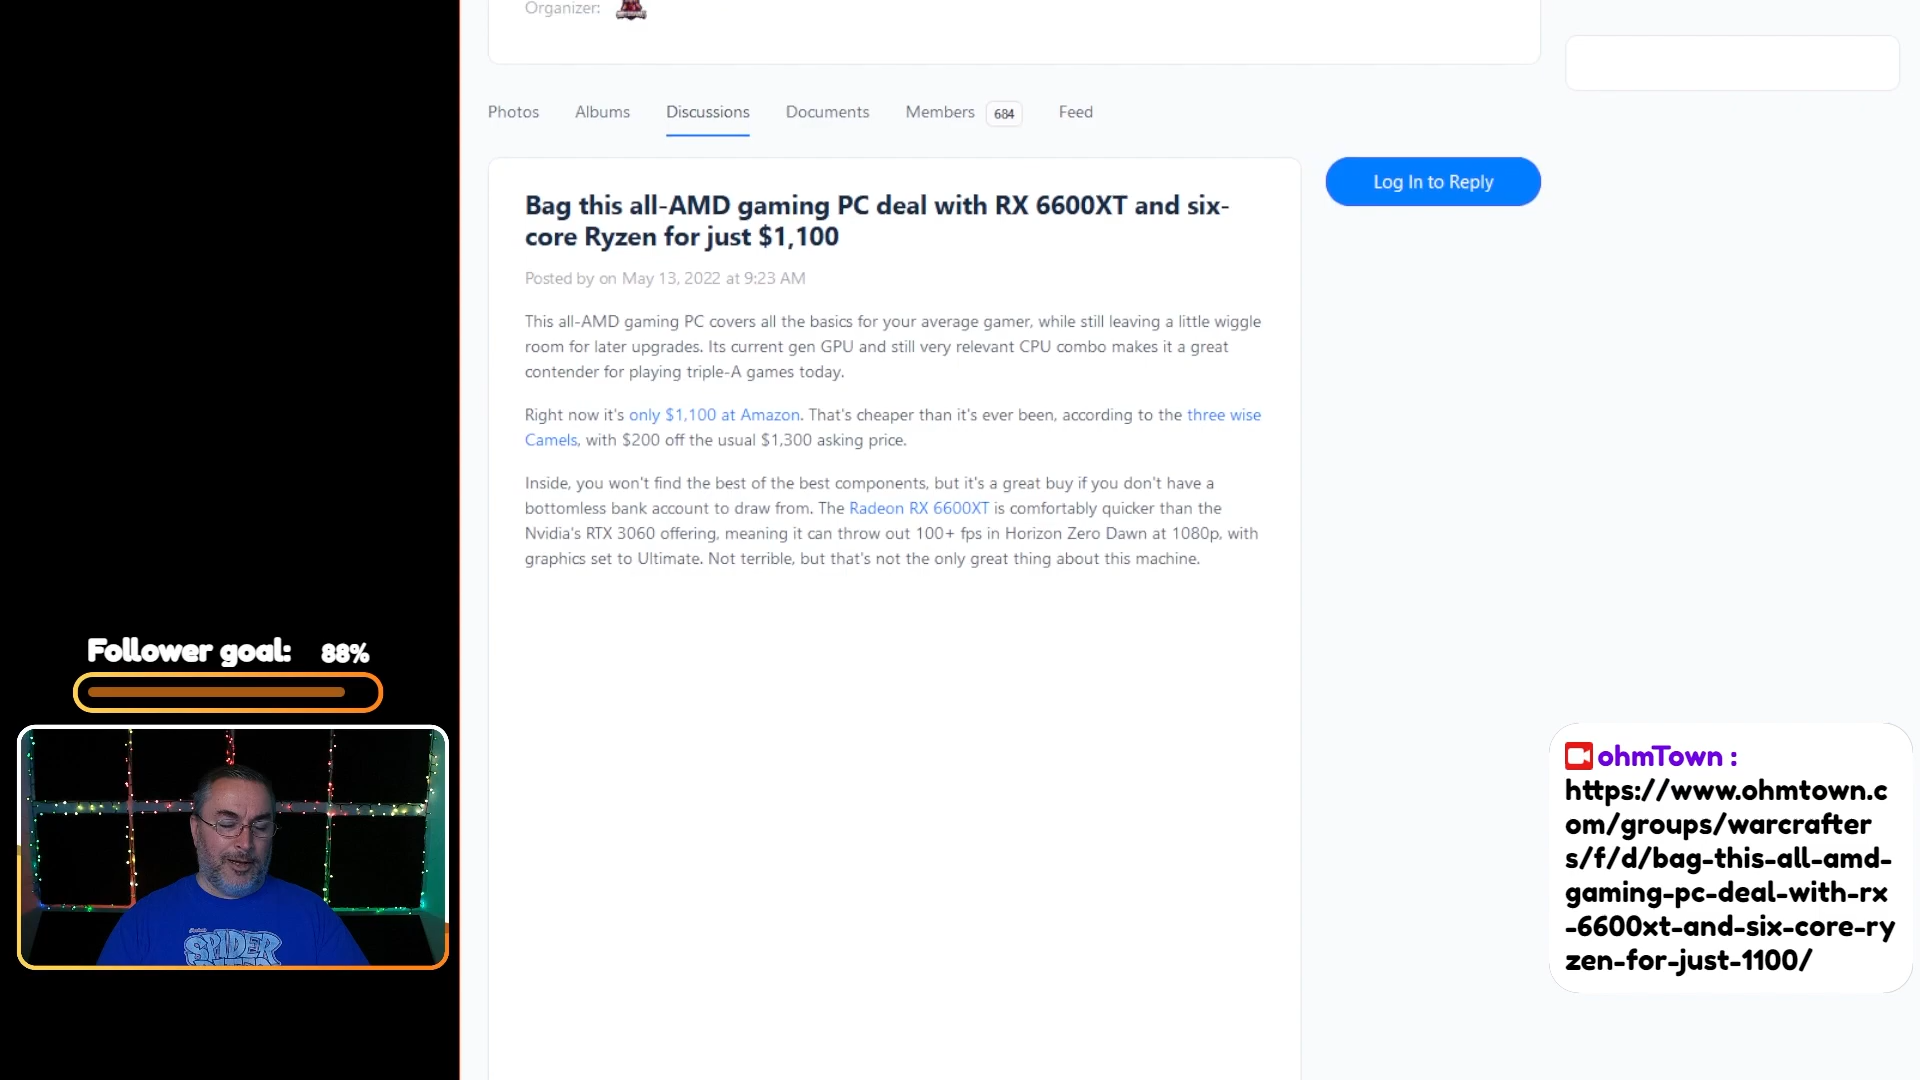 Organizer:
Photos
Albums
Discussions
Documents
Members 684
Feed
Bag this all-AMD gaming PC deal with RX 6600XT and six-
core Ryzen for just $1,100
Posted by on May 13, 2022 at 9:23 AM
This all-AMD gaming PC covers all the basics for your average gamer, while still leaving a little wiggle
room for later upgrades. Its current gen GPU and still very relevant CPU combo makes it a great
contender for playing triple-A games today.
Right now it's only $1,100 at Amazon. That's cheaper than it's ever been, according to the three wise
Camels, with $200 off the usual $1,300 asking price.
Inside, you won't find the best of the best components, but it's a great buy if you don't have a
bottomless bank account to draw from. The Radeon RX 6600XT is comfortably quicker than the
Nvidia's RTX 3060 offering, meaning it can throw out 100+ fps in Horizon Zero Dawn at 1080p, with
graphics set to Ultimate. Not terrible, but that's not the only great thing about this machine.
Log In to Reply
Follower goal: 88%
SPIDER
ohmTown :
https://www.ohmtown.c
om/groups/warcrafter
s/f/d/bag-this-all-amd-
gaming-pc-deal-with-rx
-6600xt-and-six-core-ry
zen-for-just-1100/